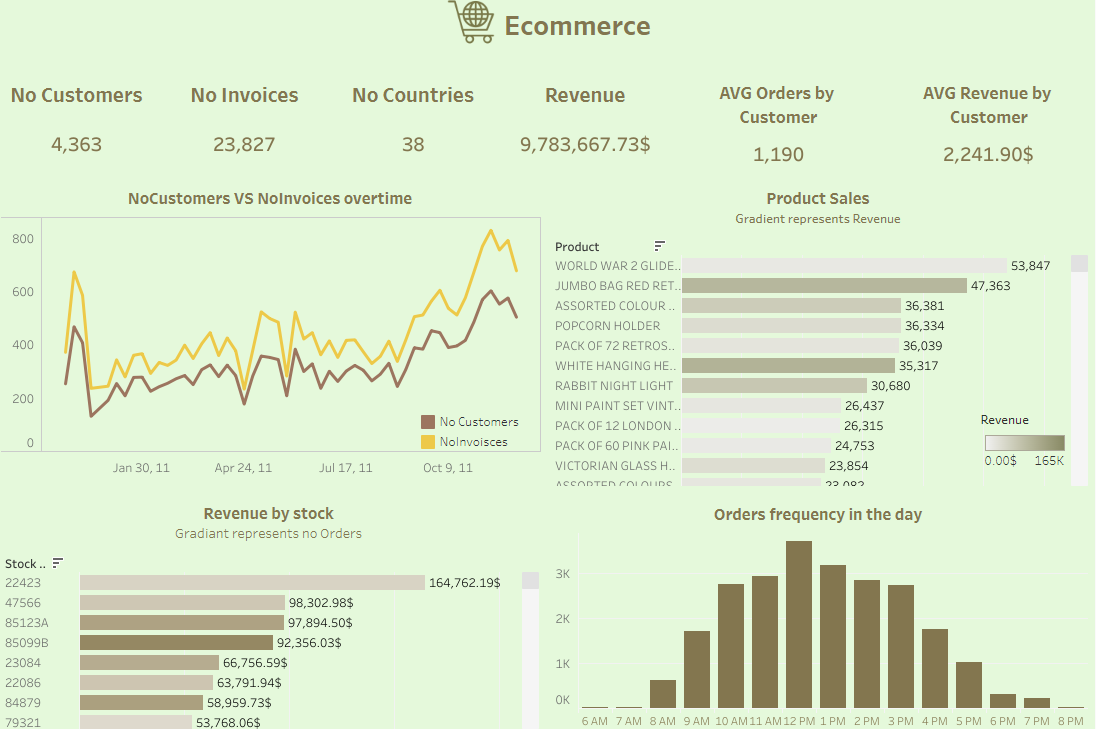 Ecommerce
No Customers
4,363
No Invoices
23,827
No Countries
38
Revenue
9,783,667.73$
AVG Orders by
Customer
1,190
AVG Revenue by
Customer
2,241.90$
NoCustomers VS NoInvoices overtime
800
600
400
200
0
Jan 30, 11
Apr 24, 11
Jul 17, 11
Oct 9, 11
No Customers
NoInvoisces
Product Sales
Gradient represents Revenue
Product
WORLD WAR 2 GLIDE.. 53,847
JUMBO BAG RED RET.. 47,363
ASSORTED COLOUR .. 36,381
POPCORN HOLDER 36,334
PACK OF 72 RETROS.. 36,039
WHITE HANGING HE.. 35,317
RABBIT NIGHT LIGHT 30,680
MINI PAINT SET VINT.. 26,437
PACK OF 12 LONDON .. 26,315
PACK OF 60 PINK PAI.. 24,753
VICTORIAN GLASS H.. 23,854
ASSORTED COLOURS 23,082
Revenue
0.00$ 165K
Revenue by stock
Gradiant represents no Orders
Stock ..
22423 164,762.19$
47566 98,302.98$
85123A 97,894.50$
85099B 92,356.03$
23084 66,756.59$
22086 63,791.94$
84879 58,959.73$
79321 53,768.06$
Orders frequency in the day
3K
2K
1K
0K
6 AM 7 AM 8 AM 9 AM 10 AM 11 AM 12 PM 1 PM 2 PM 3 PM 4 PM 5 PM 6 PM 7 PM 8 PM